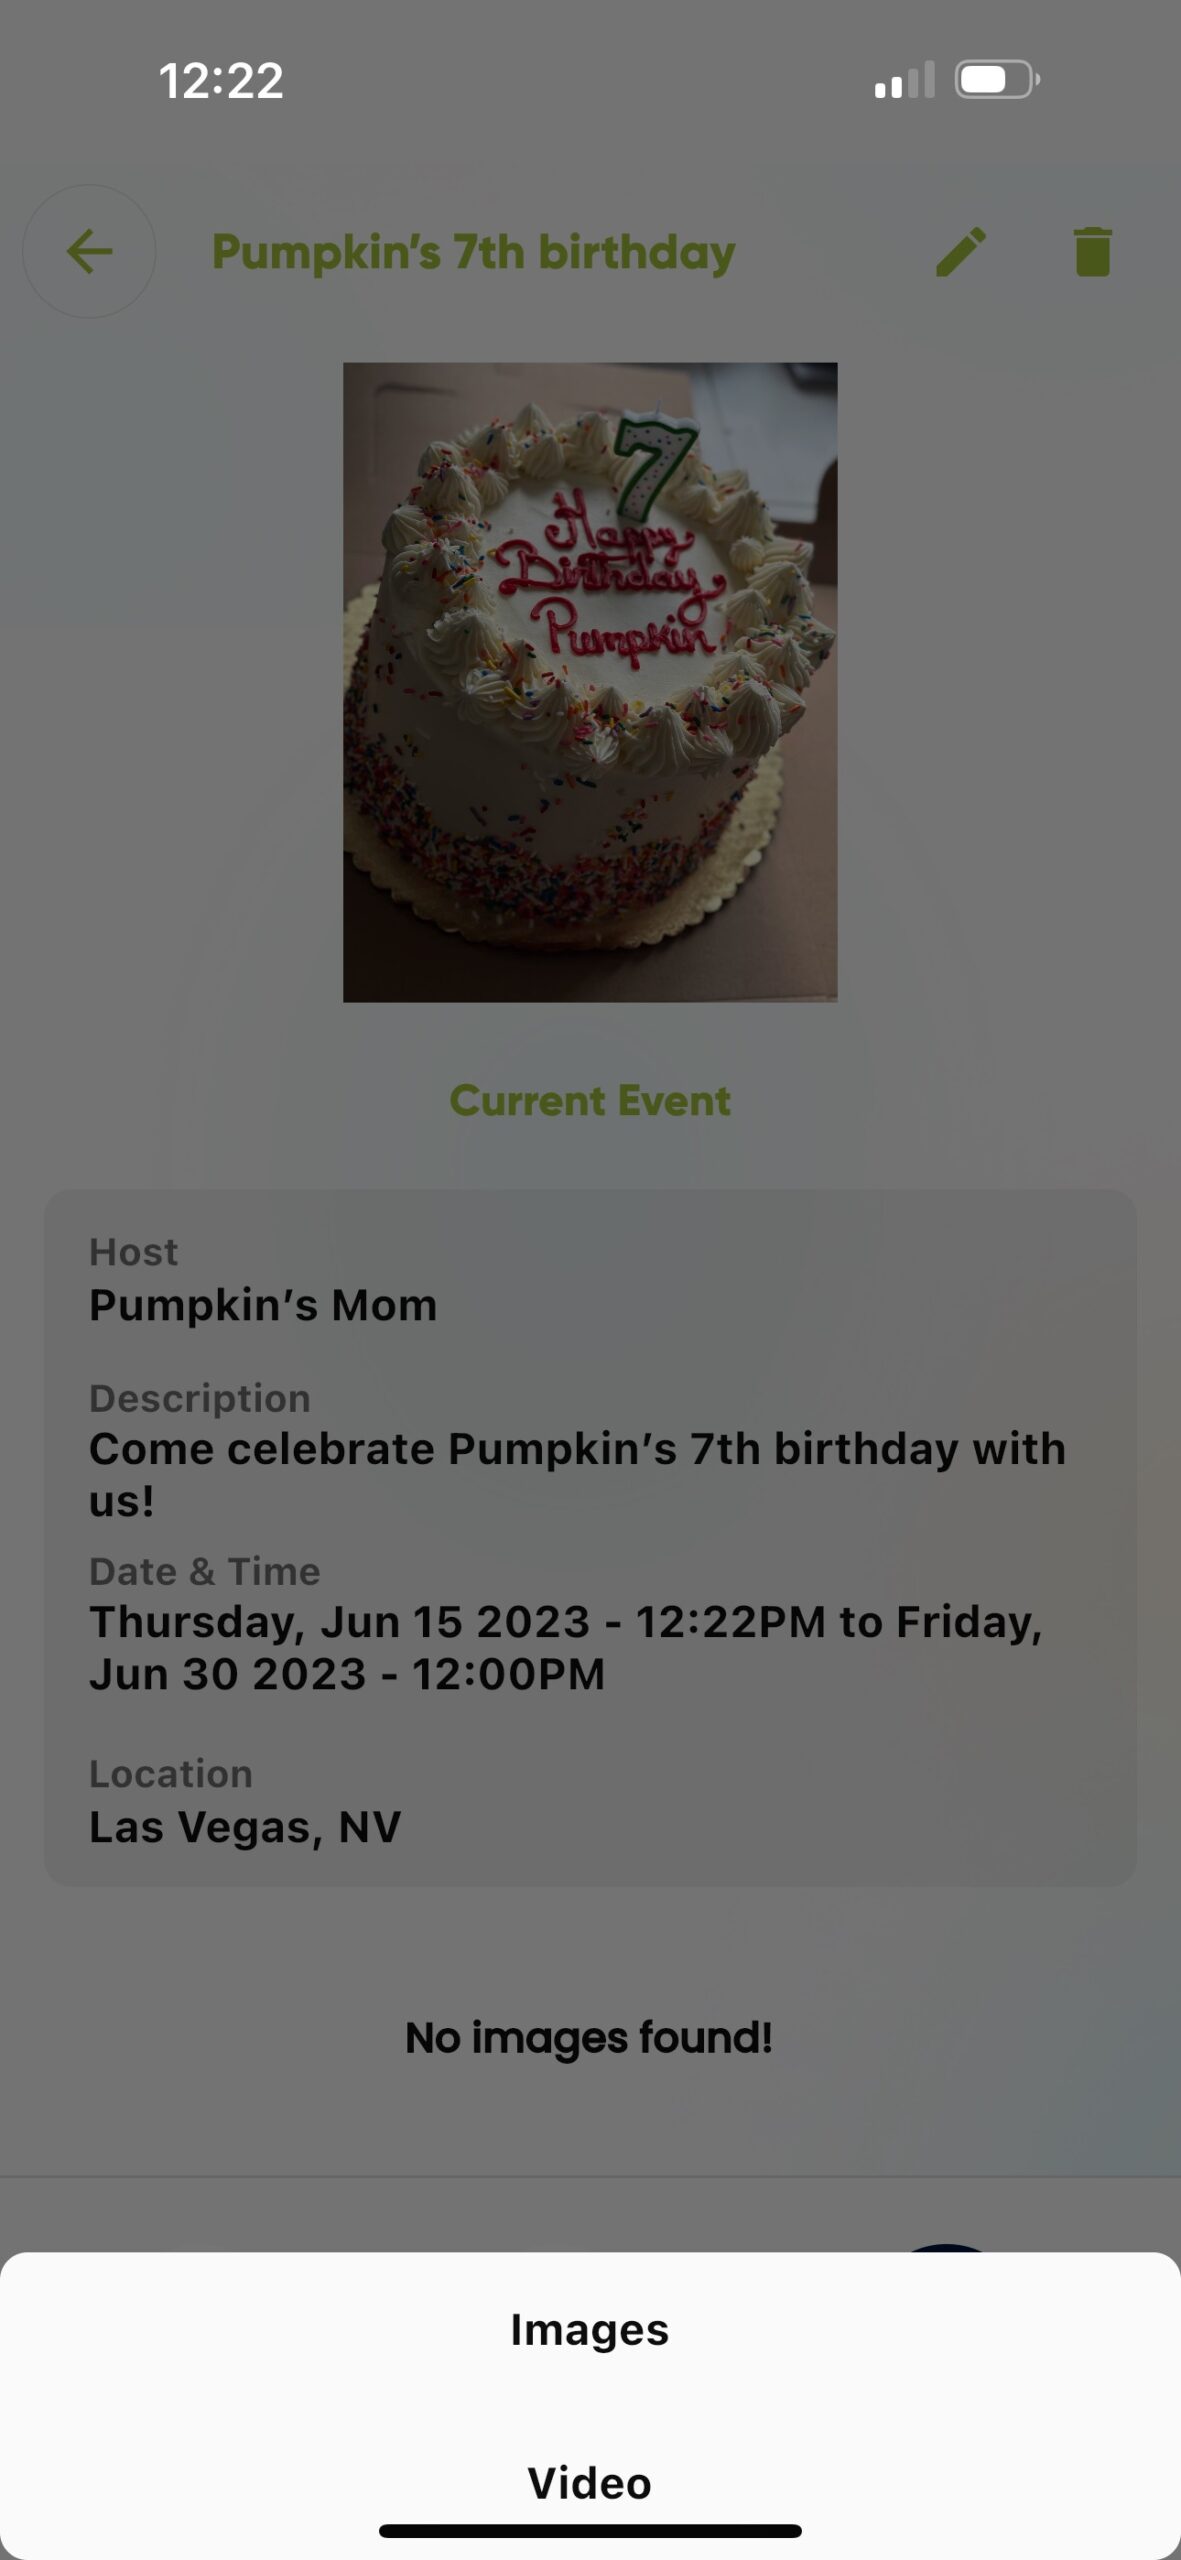 12:22
Pumpkin’s 7th birthday
7
Happy
Birthday
Pumpkin
Current Event
Host
Pumpkin’s Mom
Description
Come celebrate Pumpkin’s 7th birthday with
us!
Date & Time
Thursday, Jun 15 2023 - 12:22PM to Friday,
Jun 30 2023 - 12:00PM
Location
Las Vegas, NV
No images found!
Images
Video